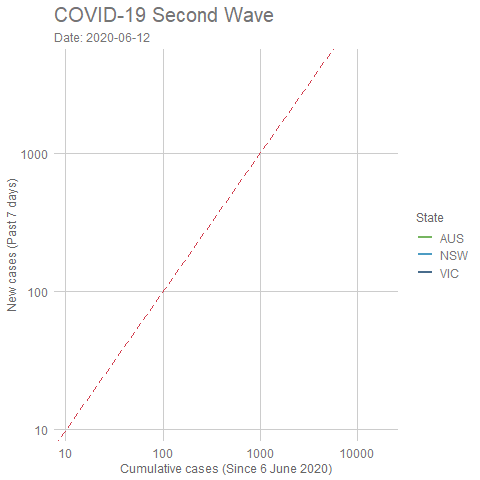 COVID-19 Second Wave
Date: 2020-06-12
New cases (Past 7 days)
1000
100
10
10 100 1000 10000
Cumulative cases (Since 6 June 2020)
State
AUS
NSW
VIC